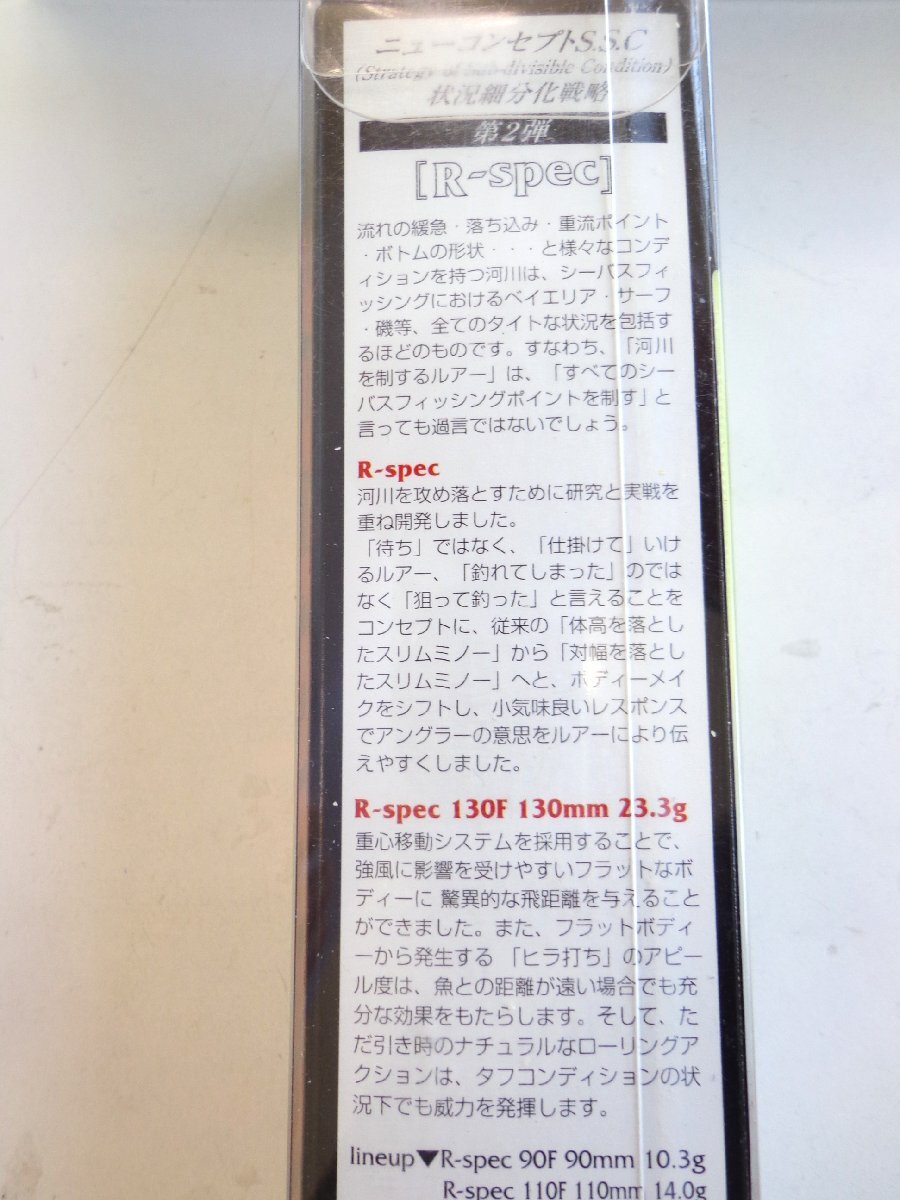 ニューコンセプトS.S.C
(Strategy of Sub-divisible Condition)
状況細分化戦略
第2弾
[R-spec]
流れの緩急・落ち込み・重流ポイント
・ボトムの形状・・・と様々なコンデ
ィションを持つ河川は、シーバスフィ
ッシングにおけるベイエリア・サーフ
・磯等、全てのタイトな状況を包括す
るほどのものです。すなわち、「河川
を制するルアー」は、「すべてのシー
バスフィッシングポイントを制す」と
言っても過言ではないでしょう。
R-spec
河川を攻め落とすために研究と実戦を
重ね開発しました。
「待ち」ではなく、「仕掛けて」いけ
るルアー、「釣れてしまった」のでは
なく「狙って釣った」と言えることを
コンセプトに、従来の「体高を落とし
たスリムミノー」から「対幅を落とし
たスリムミノー」へと、ボディーメイ
クをシフトし、小気味良いレスポンス
でアングラーの意思をルアーにより伝
えやすくしました。
R-spec 130F 130mm 23.3g
重心移動システムを採用することで、
強風に影響を受けやすいフラットなボ
ディーに 驚異的な飛距離を与えること
ができました。また、フラットボディ
ーから発生する 「ヒラ打ち」のアピー
ル度は、魚との距離が遠い場合でも充
分な効果をもたらします。そして、た
だ引き時のナチュラルなローリングア
クションは、タフコンディションの状
況下でも威力を発揮します。
lineup▼R-spec 90F 90mm 10.3g
R-spec 110F 110mm 14.0g